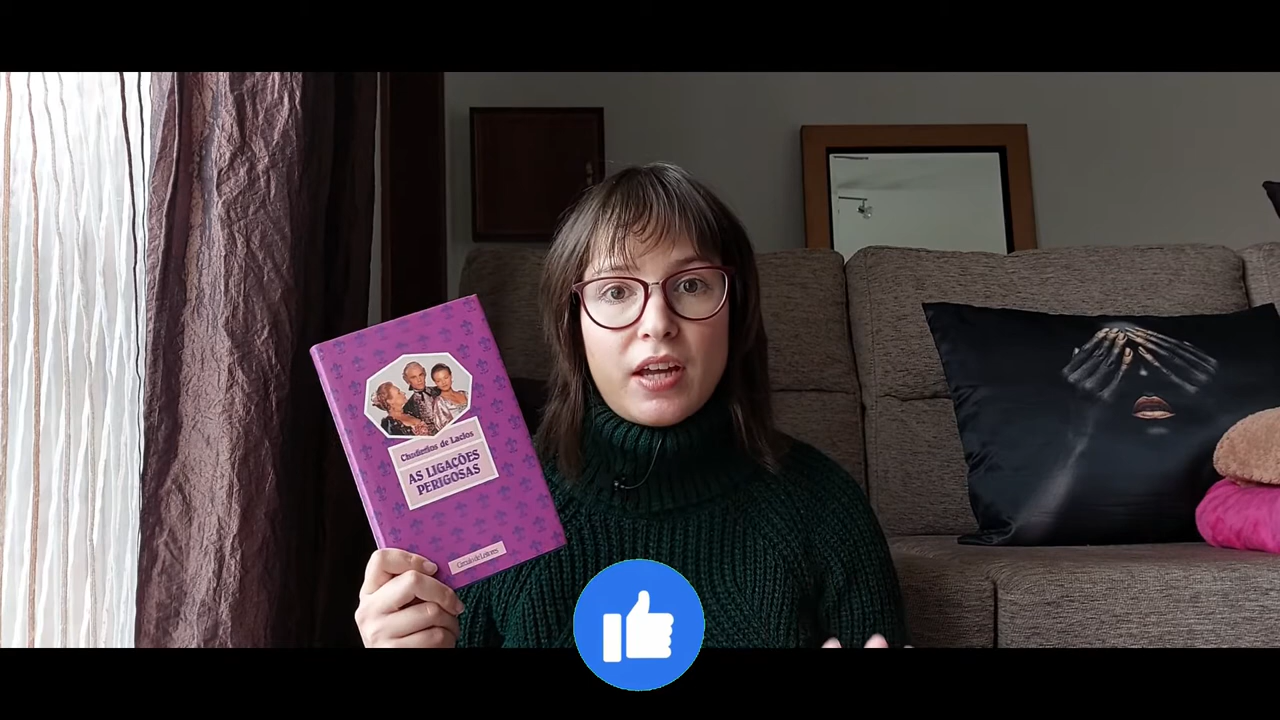 Choderlos de Laclos
AS LIGAÇÕES
PERIGOSAS
Círculo de Leitores